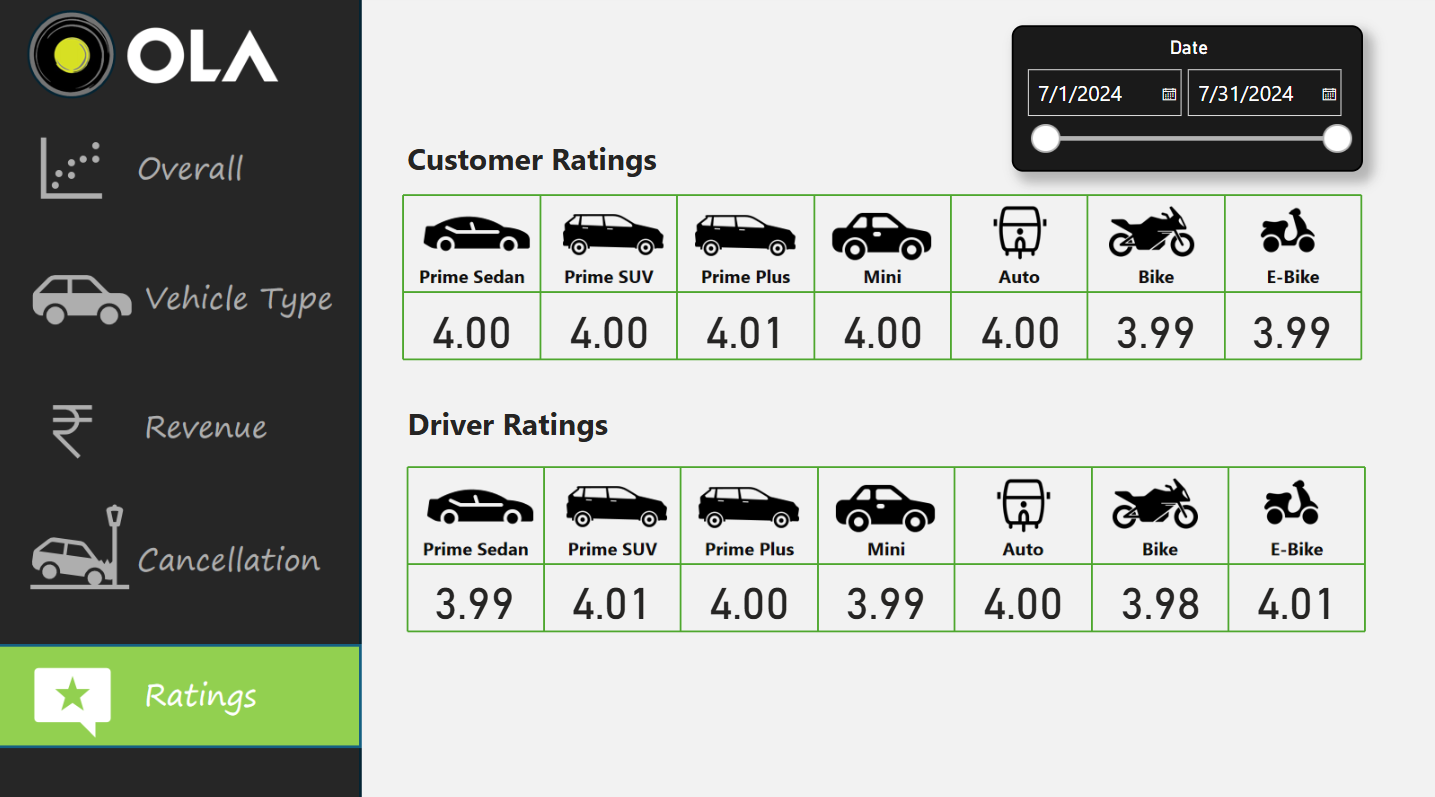 OLA
Overall
Vehicle Type
Revenue
Cancellation
Ratings
Date
7/1/2024 7/31/2024
Customer Ratings
Prime Sedan Prime SUV Prime Plus Mini Auto Bike E-Bike
4.00 4.00 4.01 4.00 4.00 3.99 3.99
Driver Ratings
Prime Sedan Prime SUV Prime Plus Mini Auto Bike E-Bike
3.99 4.01 4.00 3.99 4.00 3.98 4.01